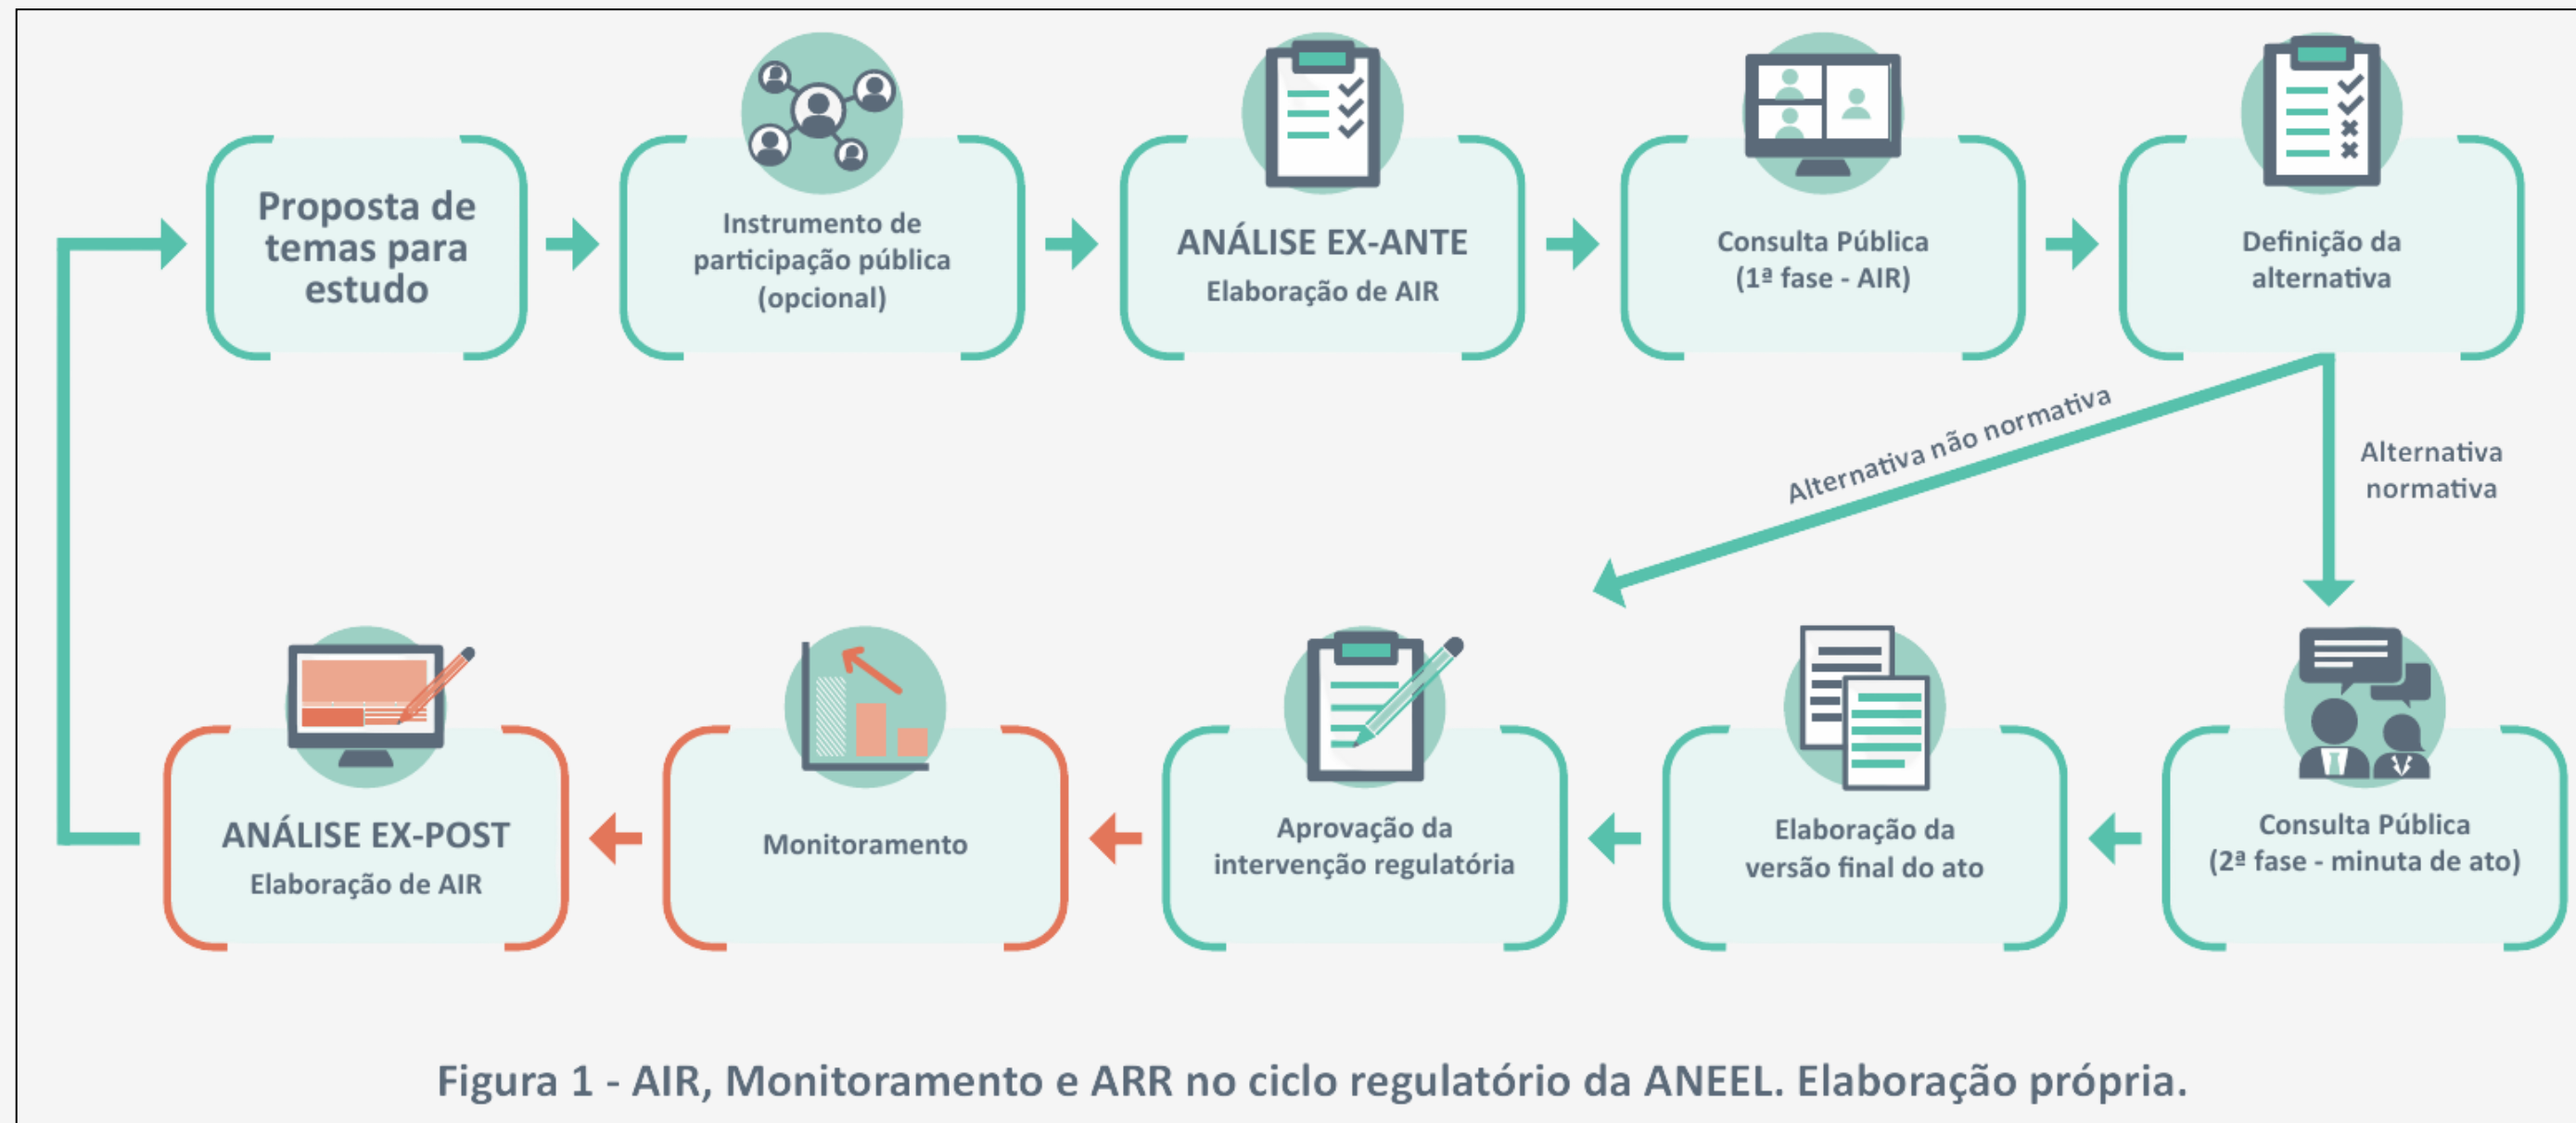 Proposta de
temas para
estudo
Instrumento de
participação pública
(opcional)
ANÁLISE EX-ANTE
Elaboração de AIR
Consulta Pública
(1ª fase - AIR)
Definição da
alternativa
Alternativa não normativa
Alternativa
normativa
ANÁLISE EX-POST
Elaboração de AIR
Monitoramento
Aprovação da
intervenção regulatória
Elaboração da
versão final do ato
Consulta Pública
(2ª fase - minuta de ato)
Figura 1 - AIR, Monitoramento e ARR no ciclo regulatório da ANEEL. Elaboração própria.